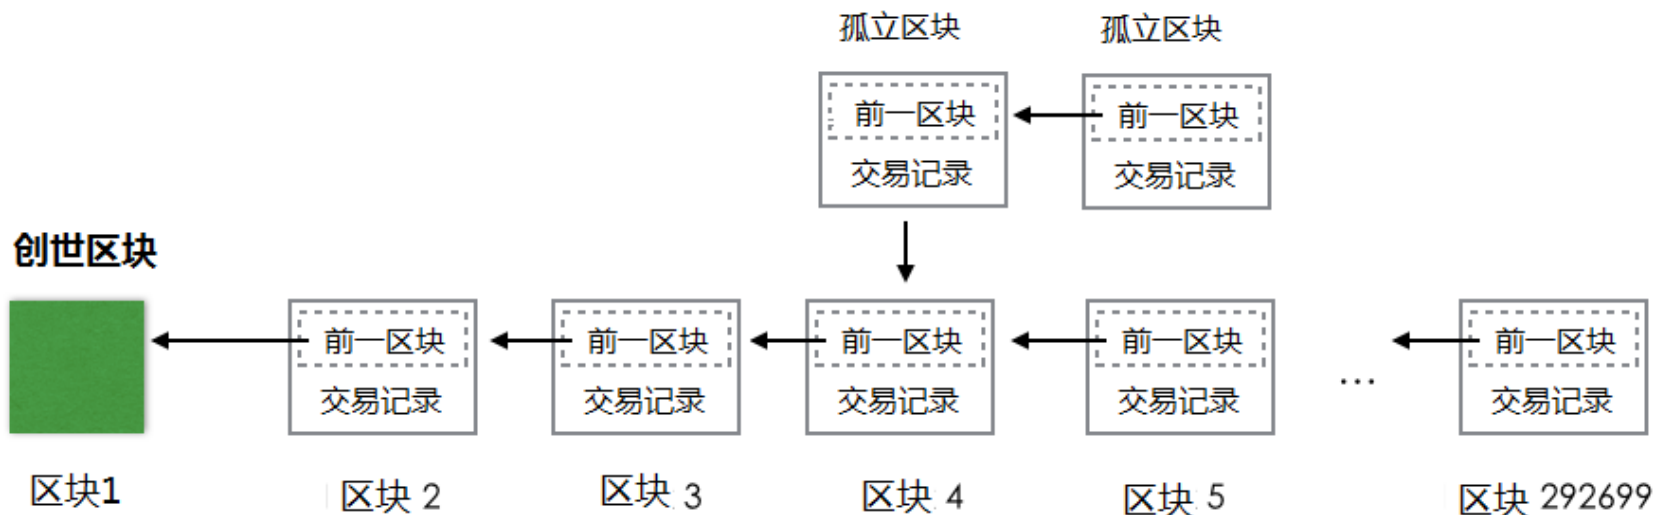 孤立区块 孤立区块
前一区块 前一区块
交易记录 交易记录
创世区块
前一区块 前一区块 前一区块 前一区块 前一区块
交易记录 交易记录 交易记录 交易记录 ... 交易记录
区块1 区块 2 区块 3 区块 4 区块 5 区块 292699